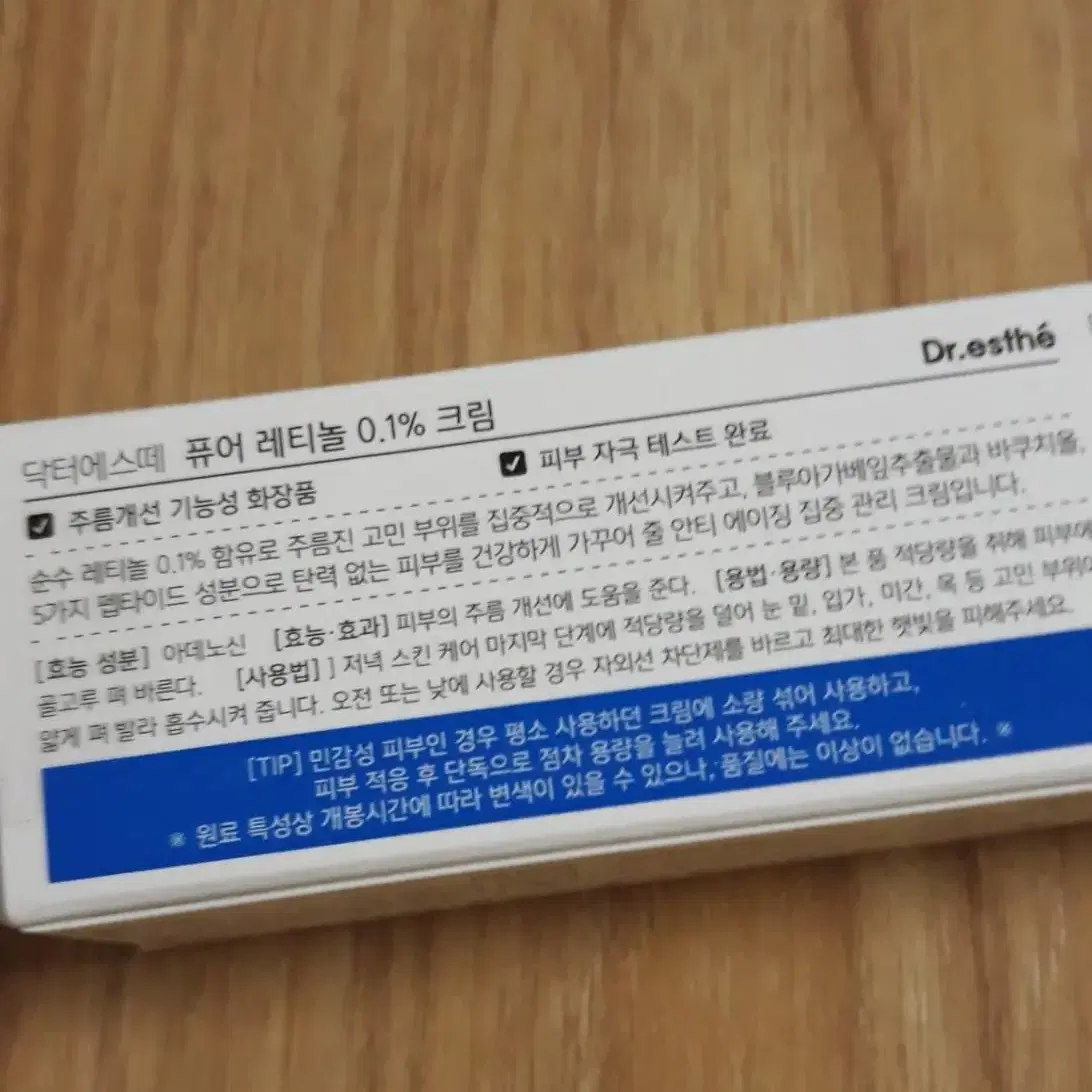 Dr.esthé
닥터에스떼 퓨어 레티놀 0.1% 크림
주름개선 기능성 화장품 피부 자극 테스트 완료
순수 레티놀 0.1% 함유로 주름진 고민 부위를 집중적으로 개선시켜주고, 블루아가베잎추출물과 바쿠치올,
5가지 펩타이드 성분으로 탄력 없는 피부를 건강하게 가꾸어 줄 안티 에이징 집중 관리 크림입니다.
[효능 성분] 아데노신 [효능·효과] 피부의 주름 개선에 도움을 준다. [용법·용량] 본 품 적당량을 취해 피부에
골고루 펴 바른다. [사용법] ] 저녁 스킨 케어 마지막 단계에 적당량을 덜어 눈 밑, 입가, 미간, 목 등 고민 부위에
얇게 펴 발라 흡수시켜 줍니다. 오전 또는 낮에 사용할 경우 자외선 차단제를 바르고 최대한 햇빛을 피해주세요.
[TIP] 민감성 피부인 경우 평소 사용하던 크림에 소량 섞어 사용하고,
피부 적응 후 단독으로 점차 용량을 늘려 사용해 주세요.
※ 원료 특성상 개봉시간에 따라 변색이 있을 수 있으나, 품질에는 이상이 없습니다. ※